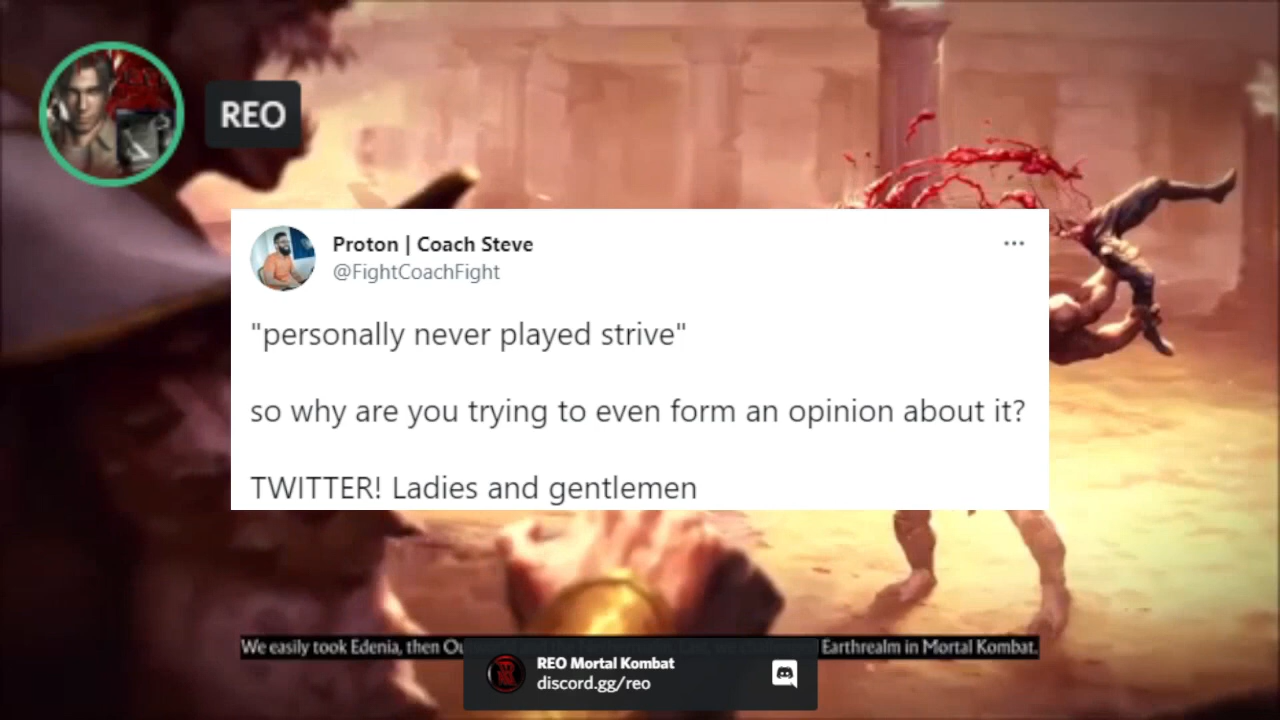 REO
Proton | Coach Steve
@FightCoachFight
"personally never played strive"
so why are you trying to even form an opinion about it?
TWITTER! Ladies and gentlemen
We easily took Edenia, then Earthrealm in Mortal Kombat.
REO Mortal Kombat
discord.gg/reo